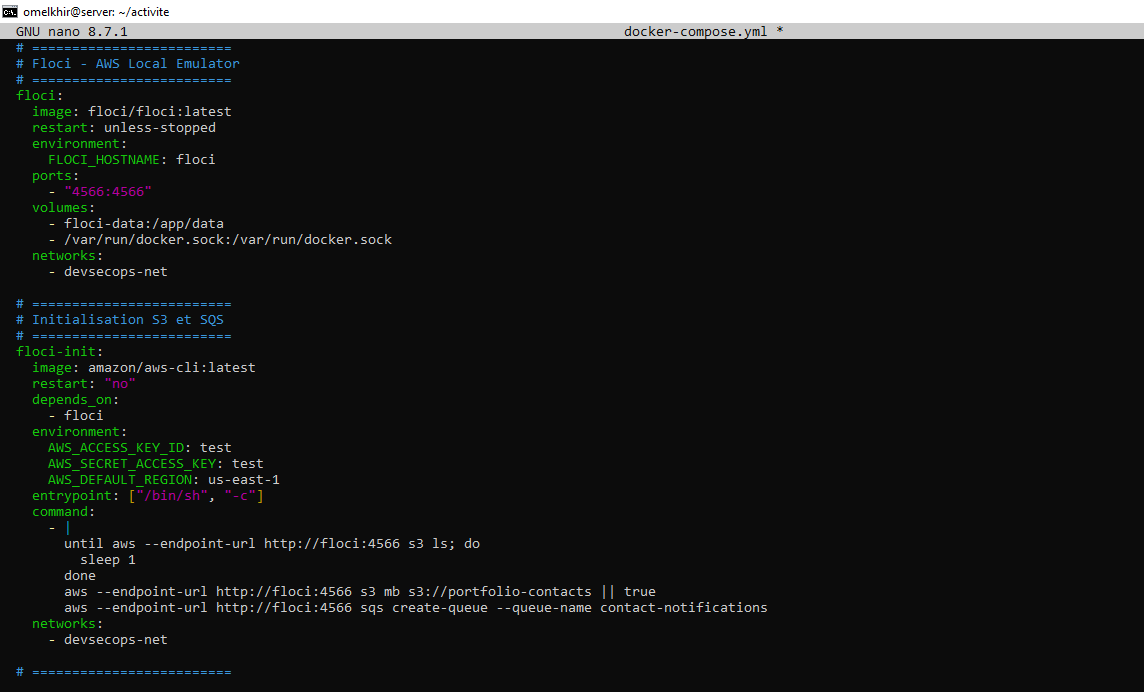 omelkhir@server: ~/activite
GNU nano 8.7.1 docker-compose.yml *
# =========================
# Floci - AWS Local Emulator
# =========================
floci:
  image: floci/floci:latest
  restart: unless-stopped
  environment:
    FLOCI_HOSTNAME: floci
  ports:
    - "4566:4566"
  volumes:
    - floci-data:/app/data
    - /var/run/docker.sock:/var/run/docker.sock
  networks:
    - devsecops-net
# =========================
# Initialisation S3 et SQS
# =========================
floci-init:
  image: amazon/aws-cli:latest
  restart: "no"
  depends_on:
    - floci
  environment:
    AWS_ACCESS_KEY_ID: test
    AWS_SECRET_ACCESS_KEY: test
    AWS_DEFAULT_REGION: us-east-1
  entrypoint: ["/bin/sh", "-c"]
  command:
    - |
      until aws --endpoint-url http://floci:4566 s3 ls; do
        sleep 1
      done
      aws --endpoint-url http://floci:4566 s3 mb s3://portfolio-contacts || true
      aws --endpoint-url http://floci:4566 sqs create-queue --queue-name contact-notifications
  networks:
    - devsecops-net
# =========================